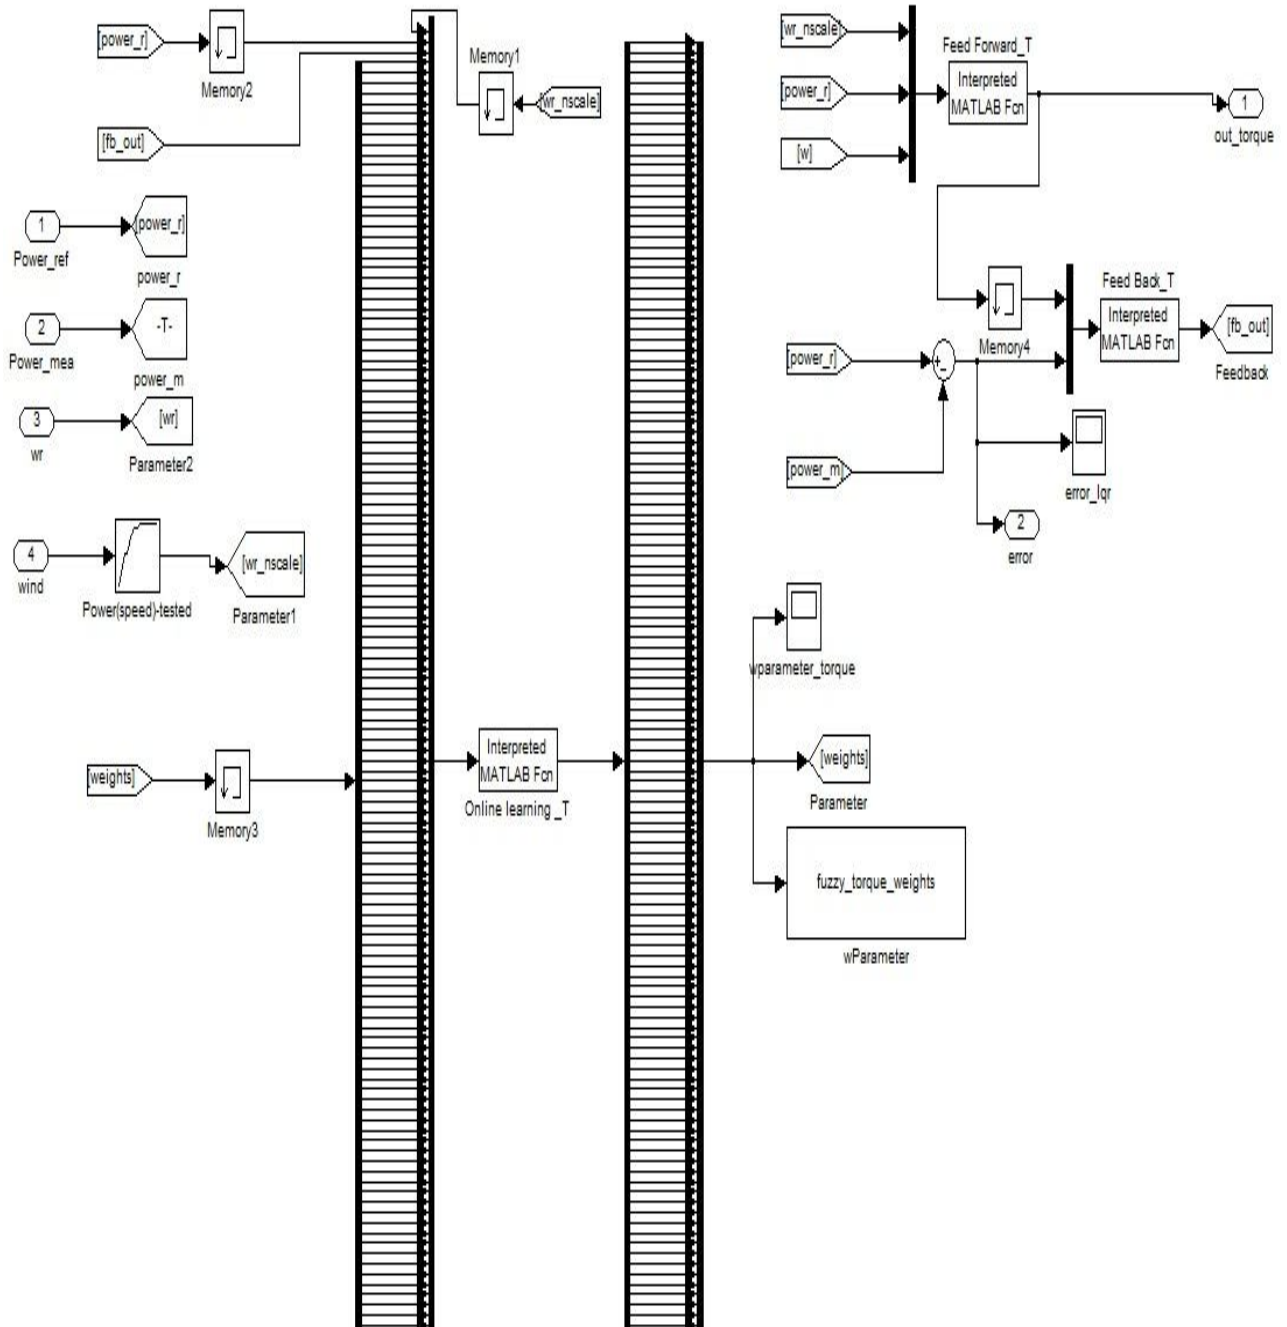 [power_r]
Memory2
[fb_out]
Memory1
[wr_nscale]
1
Power_ref
[power_r]
power_r
2
Power_mea
-T-
power_m
3
wr
[wr]
Parameter2
4
wind
Power(speed)-tested
[wr_nscale]
Parameter1
[weights]
Memory3
Interpreted
MATLAB Fcn
Online learning _T
[wr_nscale]
[power_r]
[w]
Feed Forward_T
Interpreted
MATLAB Fcn
1
out_torque
Memory4
Feed Back_T
Interpreted
MATLAB Fcn
[fb_out]
Feedback
[power_r]
+_
[power_m]
error_lqr
2
error
wparameter_torque
[weights]
Parameter
fuzzy_torque_weights
wParameter